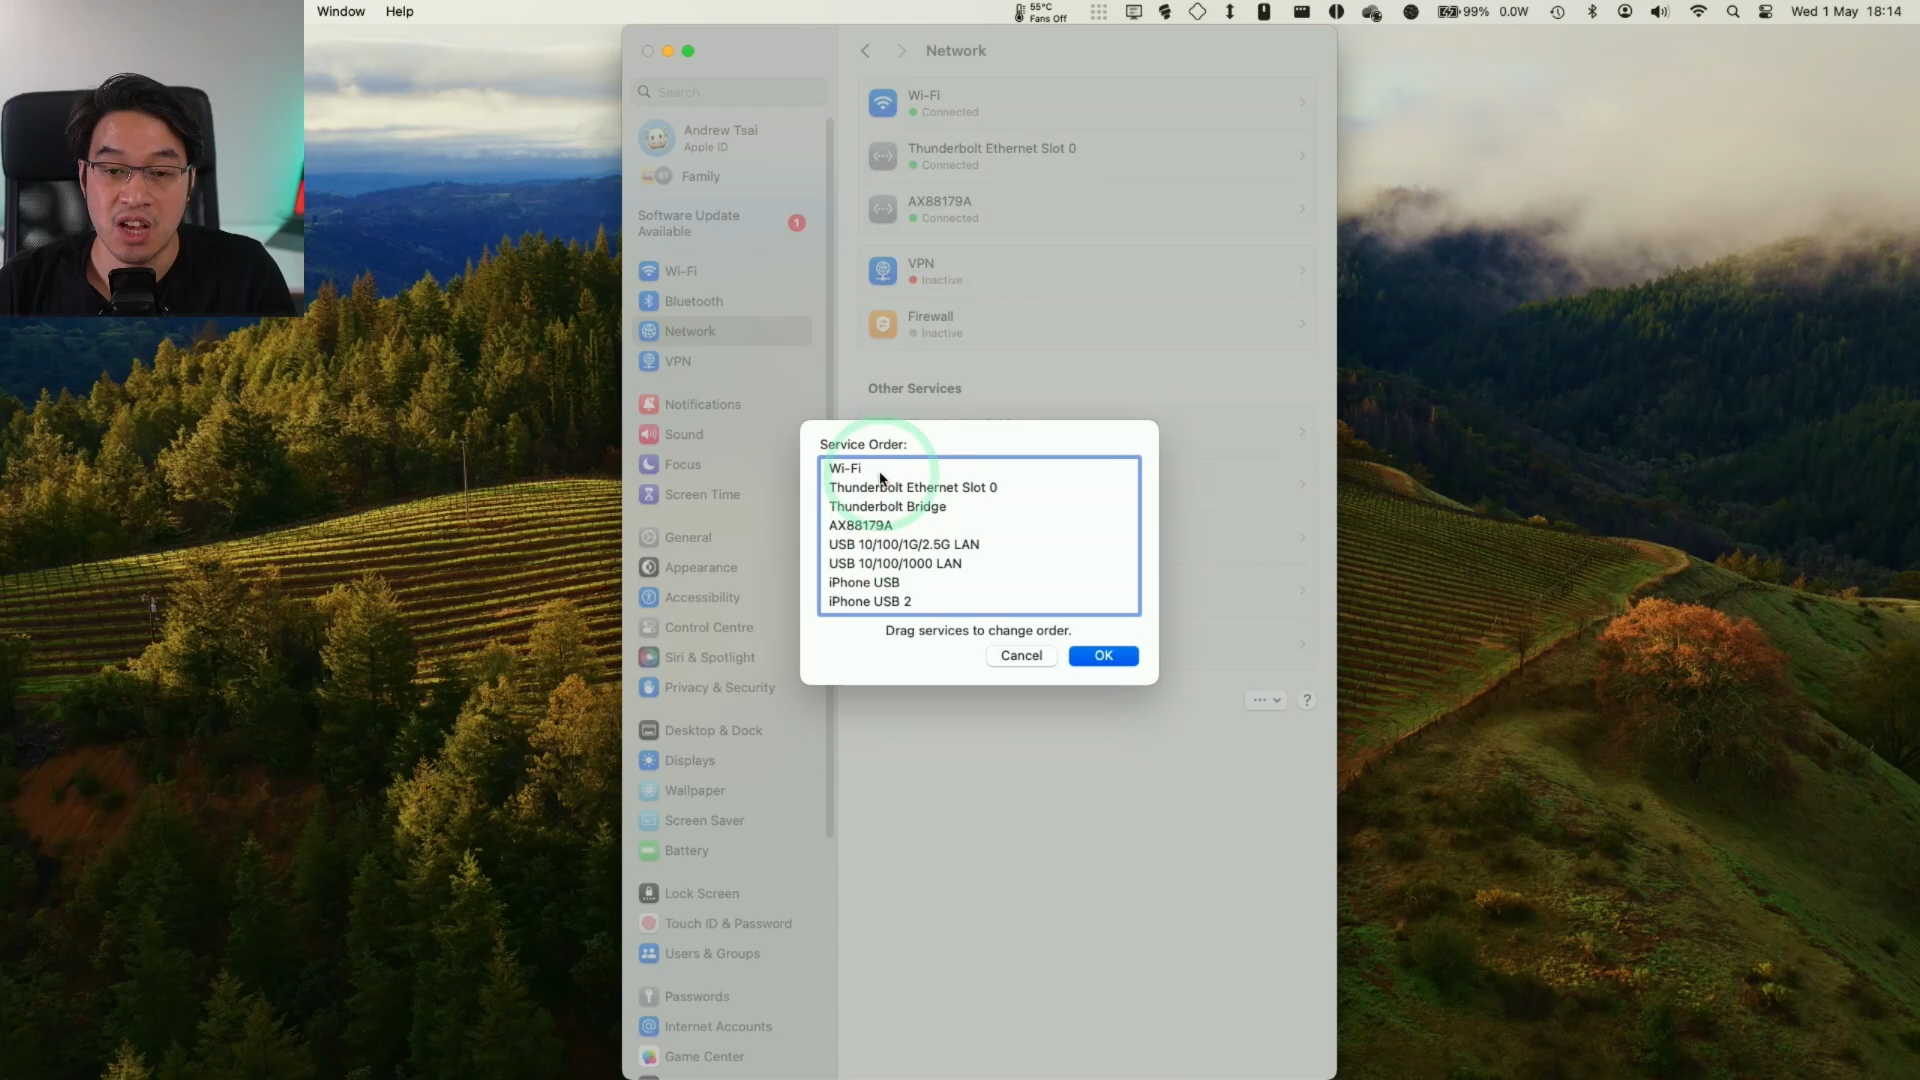 Window Help
55°C
Fans Off
99% 0.0W
Wed 1 May 18:14
Search
Andrew Tsai
Apple ID
Family
Software Update
Available
1
Wi-Fi
Bluetooth
Network
VPN
Notifications
Sound
Focus
Screen Time
General
Appearance
Accessibility
Control Centre
Siri & Spotlight
Privacy & Security
Desktop & Dock
Displays
Wallpaper
Screen Saver
Battery
Lock Screen
Touch ID & Password
Users & Groups
Passwords
Internet Accounts
Game Center
Network
Wi-Fi
Connected
Thunderbolt Ethernet Slot 0
Connected
AX88179A
Connected
VPN
Inactive
Firewall
Inactive
Other Services
Service Order:
Wi-Fi
Thunderbolt Ethernet Slot 0
Thunderbolt Bridge
AX88179A
USB 10/100/1G/2.5G LAN
USB 10/100/1000 LAN
iPhone USB
iPhone USB 2
Drag services to change order.
Cancel OK
?